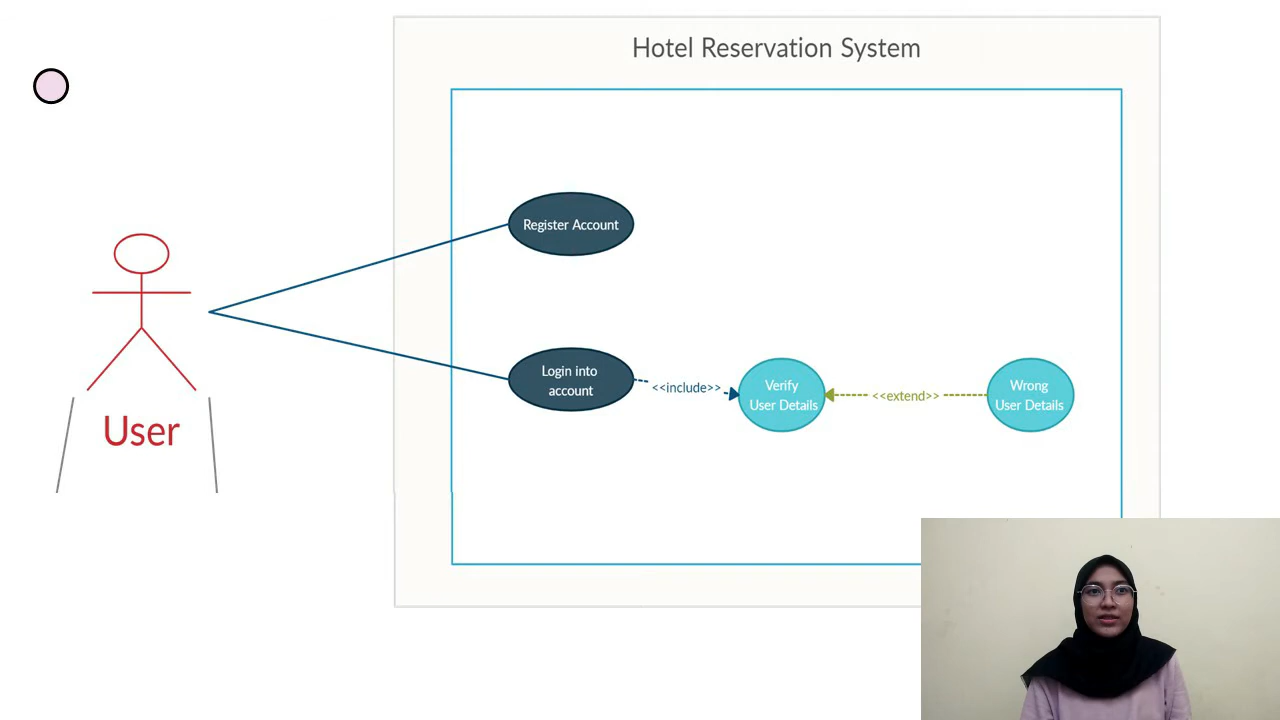 Hotel Reservation System
Register Account
Login into
account
<<include>>
Verify
User Details
<<extend>>
Wrong
User Details
User